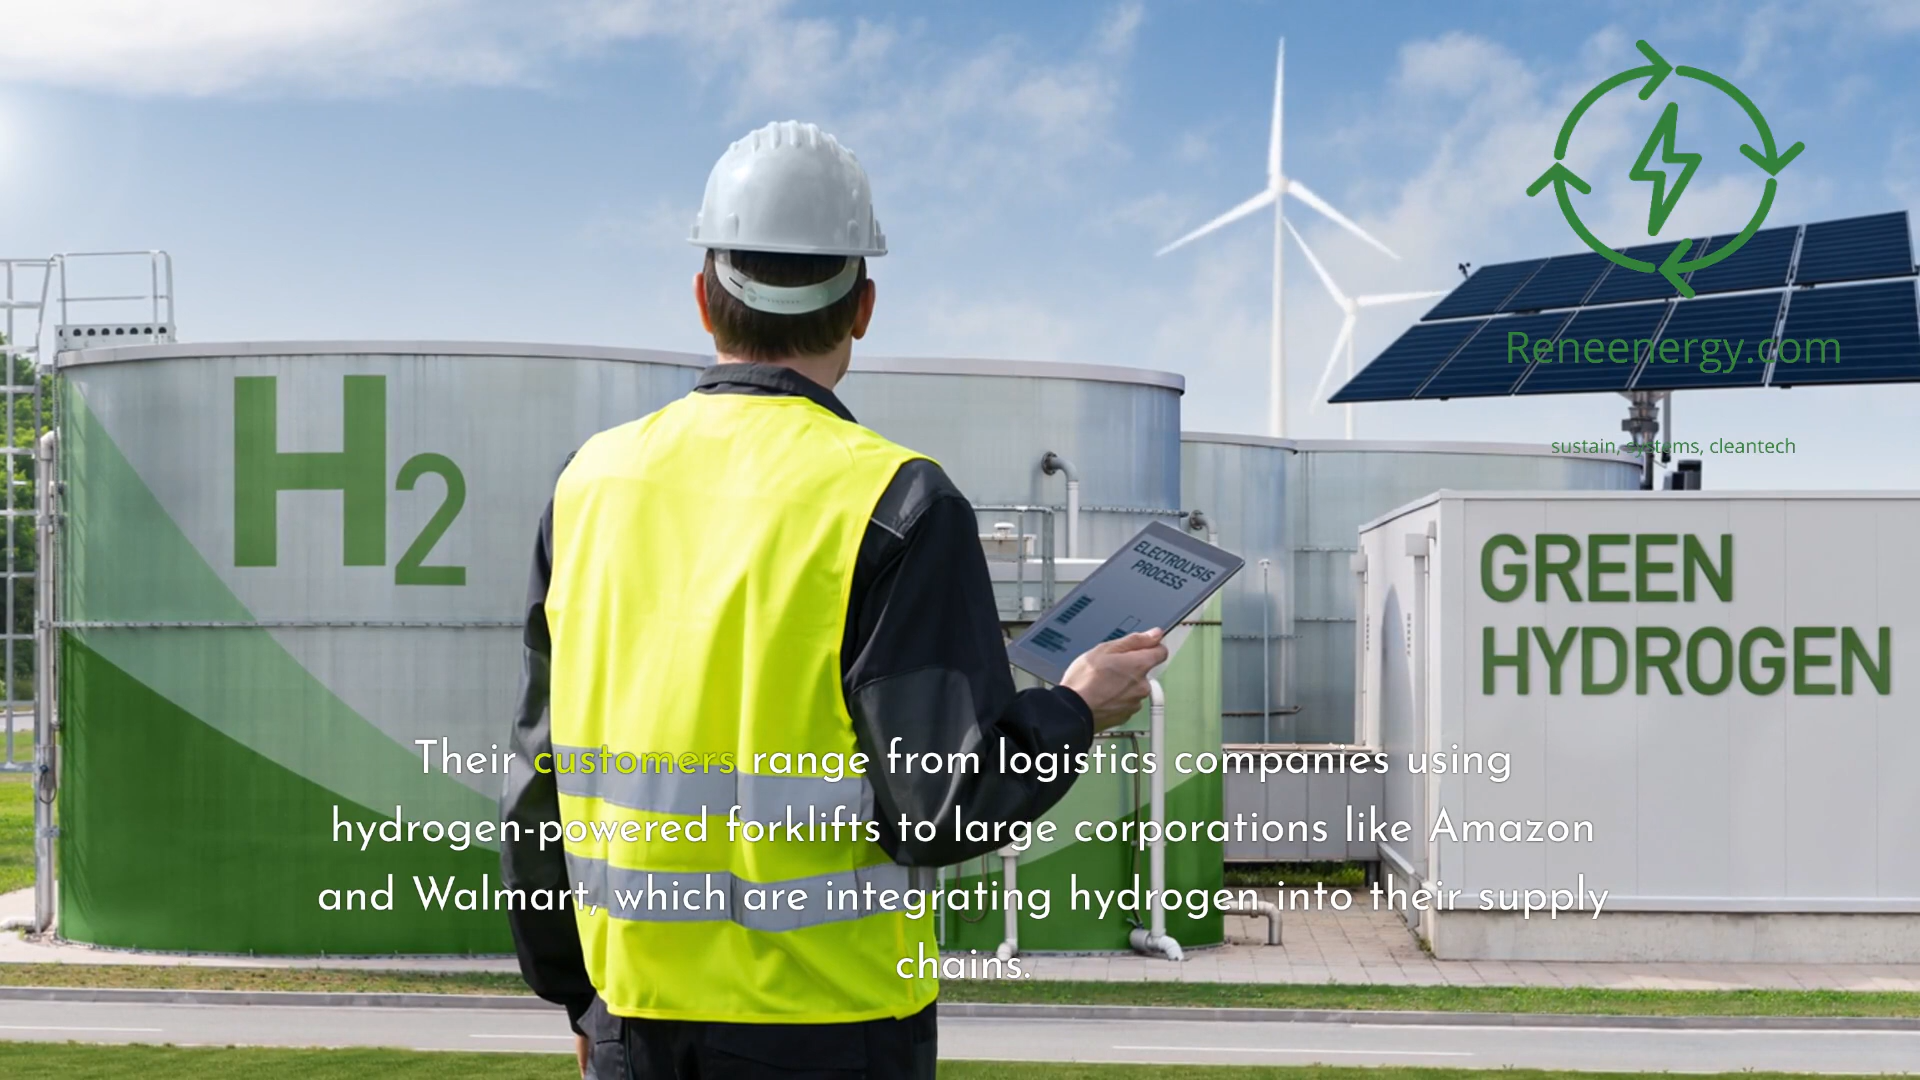 Reneenergy.com
sustain, systems, cleantech
H2
ELECTROLYSIS
PROCESS
GREEN
HYDROGEN
Their customers range from logistics companies using
hydrogen-powered forklifts to large corporations like Amazon
and Walmart, which are integrating hydrogen into their supply
chains.